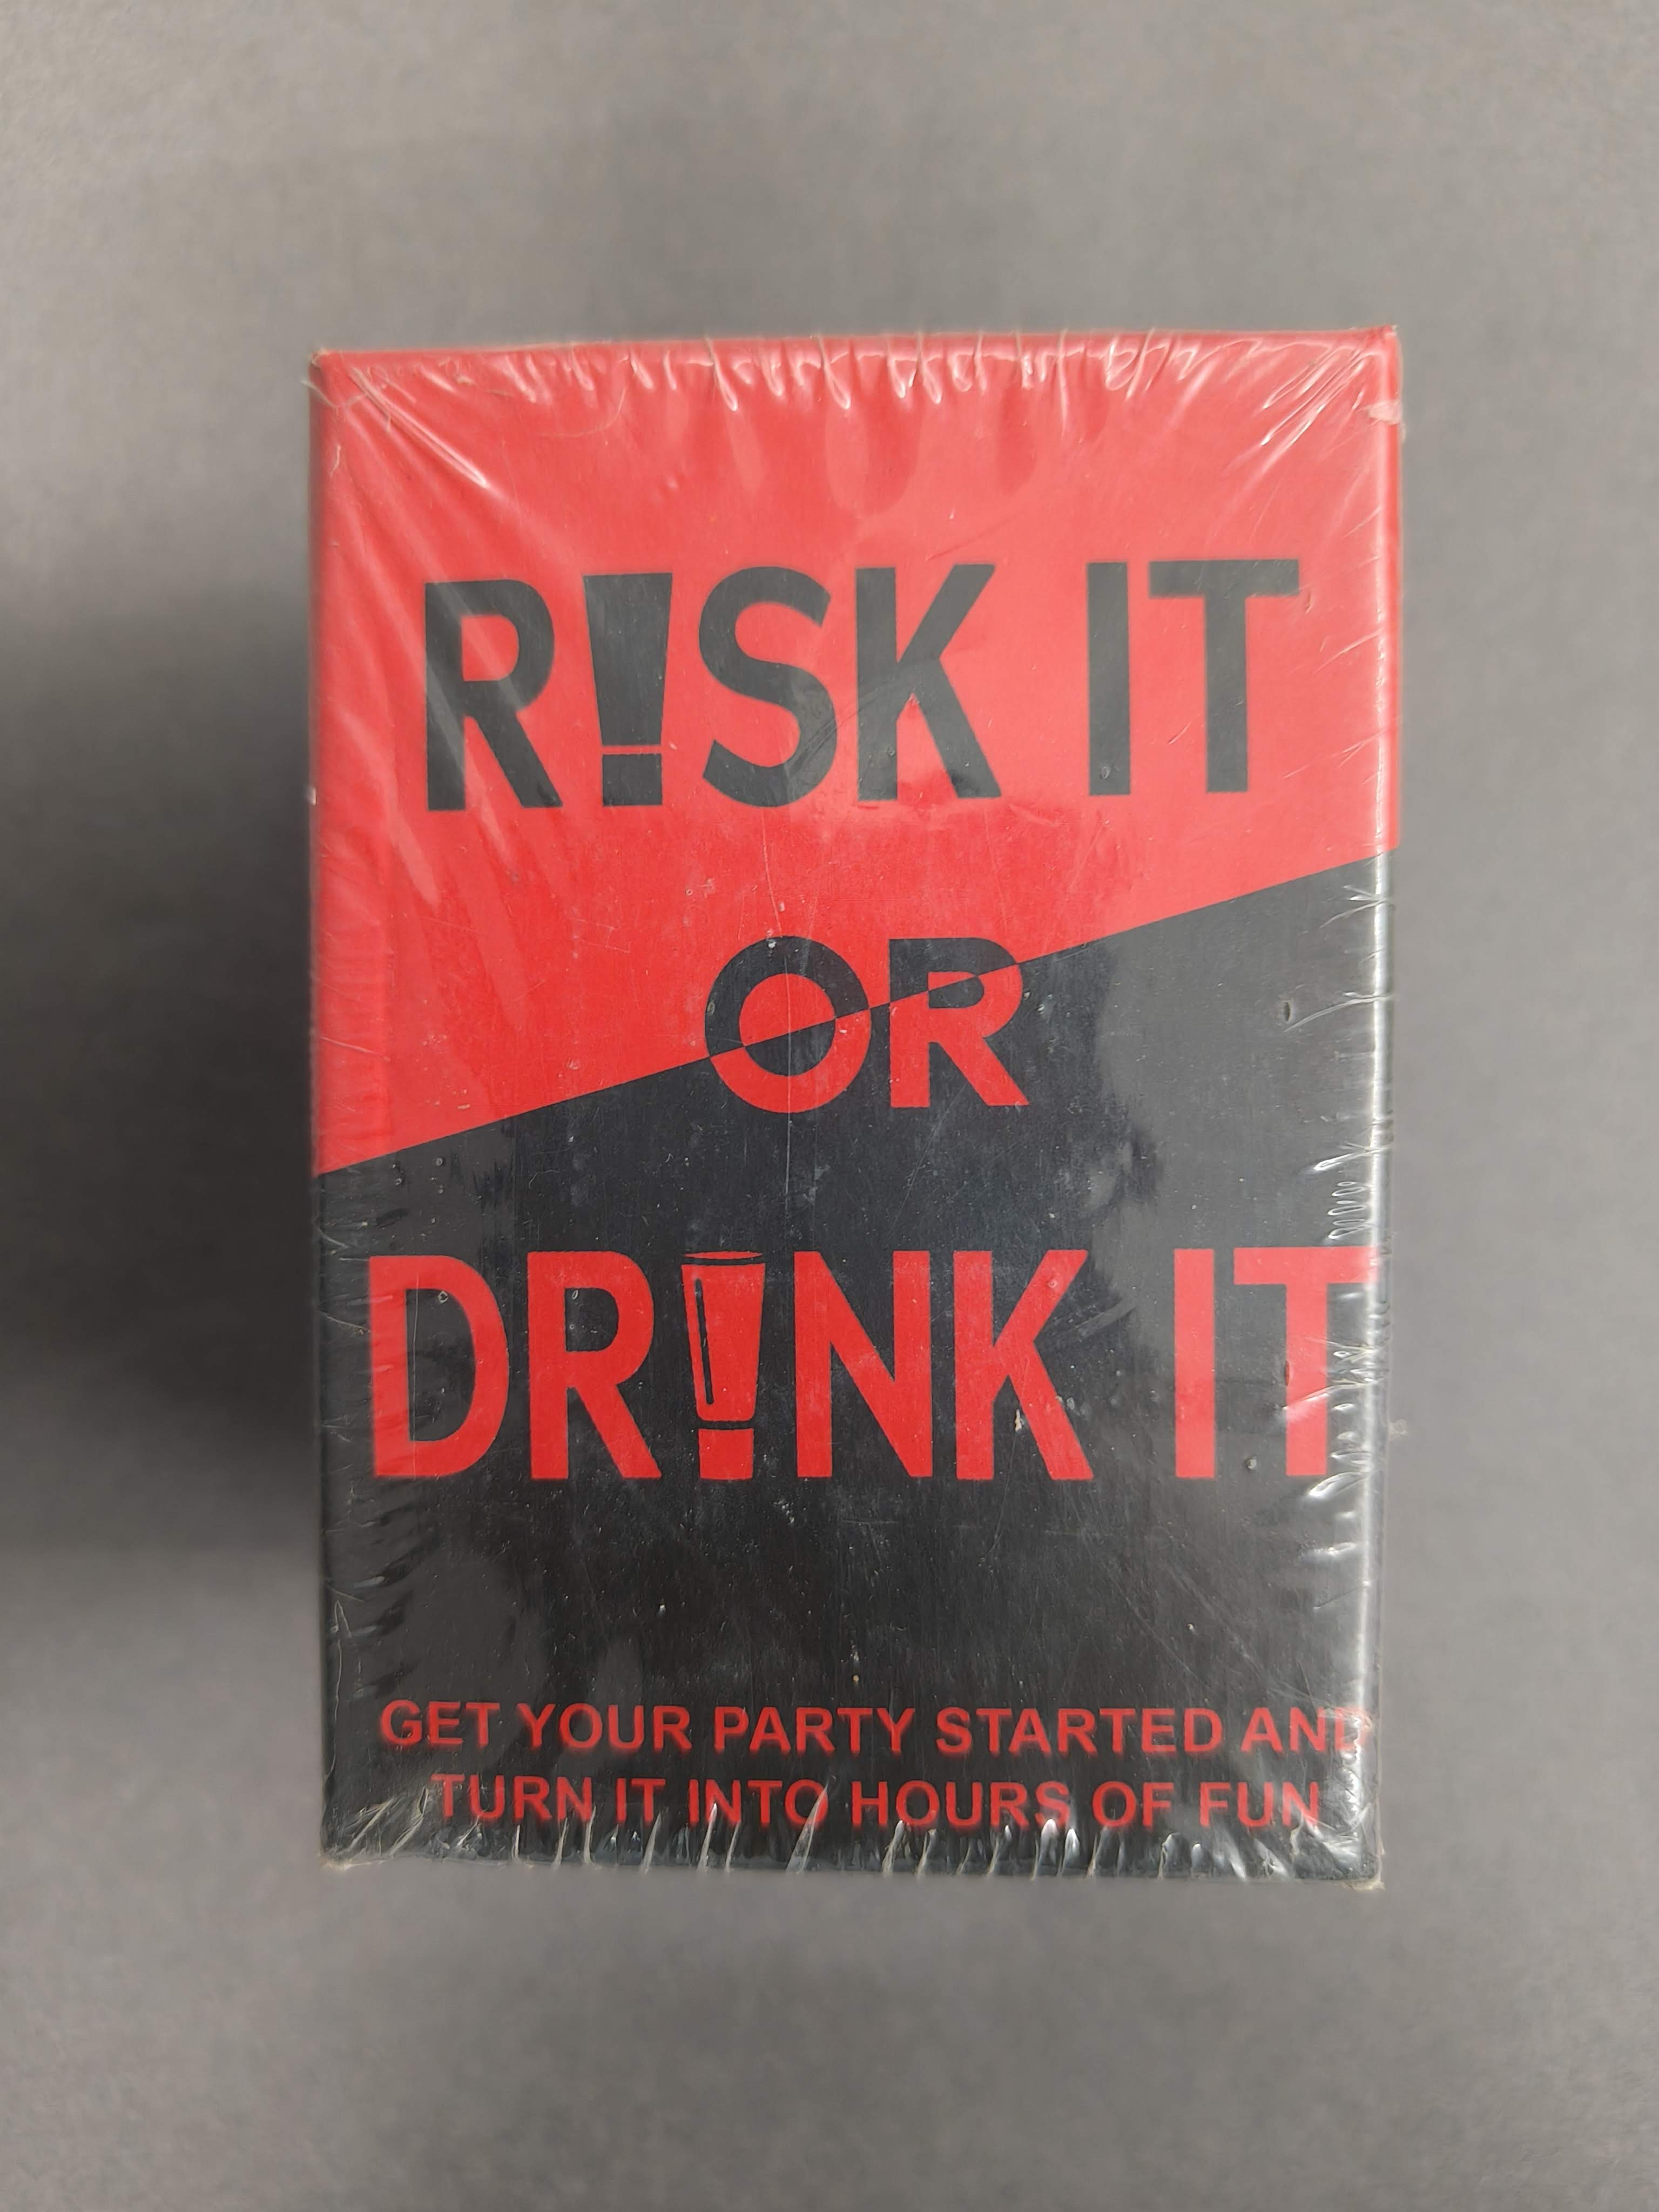 R!SK IT
OR
DR!NK IT
GET YOUR PARTY STARTED AND
TURN IT INTO HOURS OF FUN